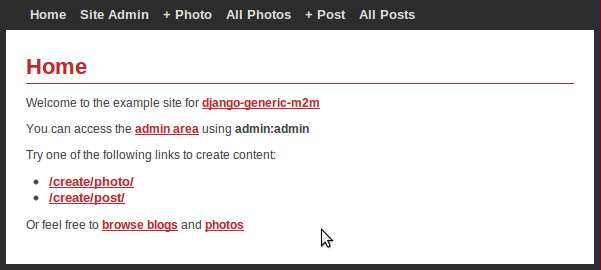 Home Site Admin + Photo All Photos + Post All Posts
Home
Welcome to the example site for django-generic-m2m
You can access the admin area using admin:admin
Try one of the following links to create content:
/create/photo/
/create/post/
Or feel free to browse blogs and photos